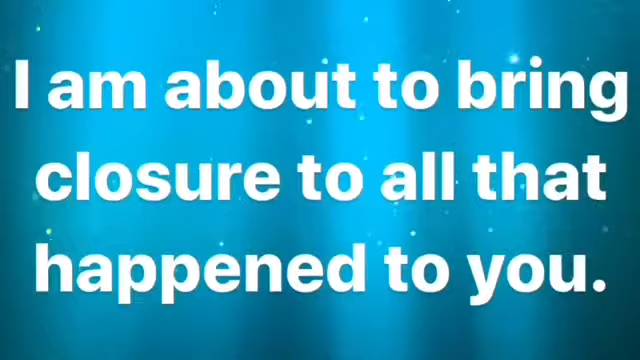 I am about to bring
closure to all that
happened to you.